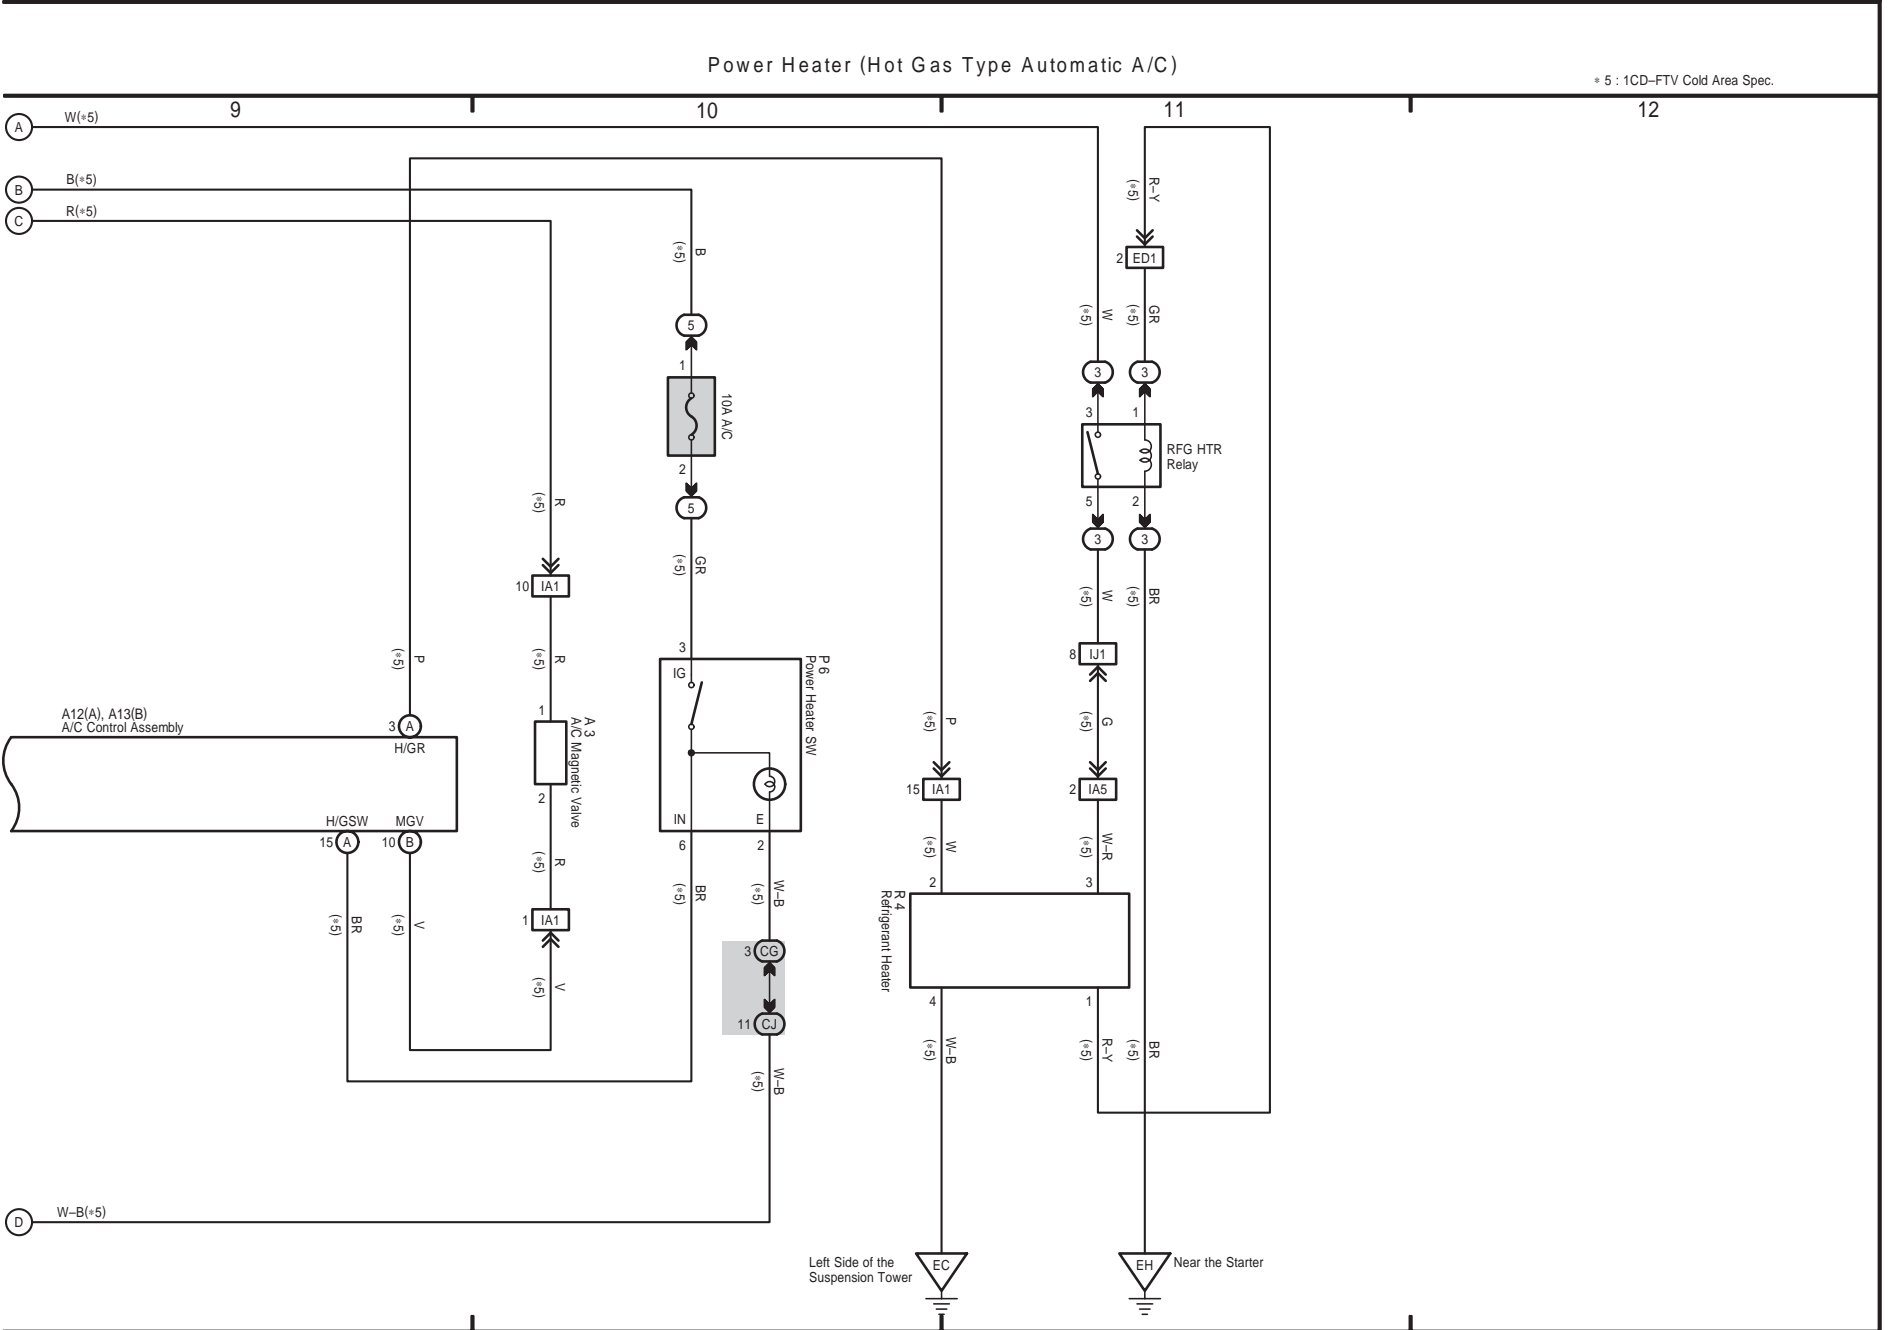 Power Heater (Hot Gas Type Automatic A/C)
* 5 : 1CD–FTV Cold Area Spec.
9
10
11
12
A
W(*5)
B
B(*5)
C
R(*5)
R–Y
(*5)
2 ED1
B
(*5)
W
(*5)
GR
(*5)
5
3
3
1
3
1
10A A/C
RFG HTR
Relay
2
5
2
5
3
3
R
(*5)
GR
(*5)
10 IA1
W
(*5)
BR
(*5)
P
(*5)
R
(*5)
3
8 IJ1
IG
P 6
Power Heater SW
A12(A), A13(B)
A/C Control Assembly
3 A
H/GR
1
A 3
A/C Magnetic Valve
2
P
(*5)
G
(*5)
15 IA1
2 IA5
H/GSW
MGV
IN
E
15 A
10 B
6
2
R
(*5)
W
(*5)
W–R
(*5)
2
3
R 4
Refrigerant Heater
BR
(*5)
V
(*5)
1 IA1
BR
(*5)
W–B
(*5)
3 CG
V
(*5)
4
1
11 CJ
W–B
(*5)
R–Y
(*5)
BR
(*5)
W–B
(*5)
D
W–B(*5)
Left Side of the
Suspension Tower
EC
EH
Near the Starter